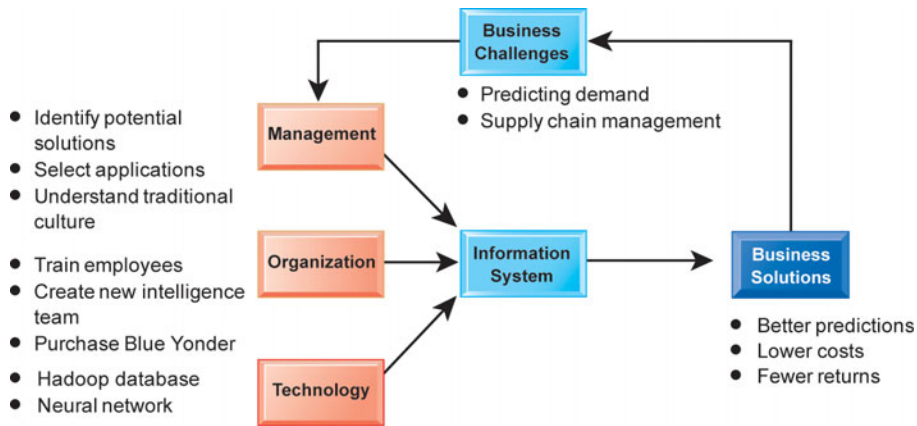 Business
Challenges
● Predicting demand
● Supply chain management
Management
● Identify potential
solutions
● Select applications
● Understand traditional
culture
Organization
● Train employees
● Create new intelligence
team
● Purchase Blue Yonder
Technology
● Hadoop database
● Neural network
Information
System
Business
Solutions
● Better predictions
● Lower costs
● Fewer returns